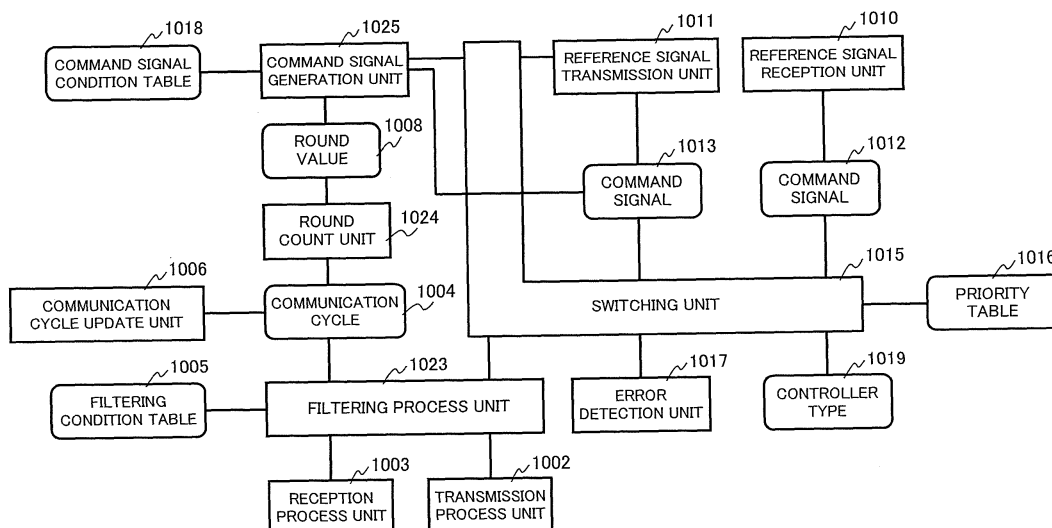 1018
COMMAND SIGNAL
CONDITION TABLE
1025
COMMAND SIGNAL
GENERATION UNIT
1011
REFERENCE SIGNAL
TRANSMISSION UNIT
1010
REFERENCE SIGNAL
RECEPTION UNIT
1008
ROUND
VALUE
1013
COMMAND
SIGNAL
1012
COMMAND
SIGNAL
1024
ROUND
COUNT UNIT
1006
COMMUNICATION
CYCLE UPDATE UNIT
1004
COMMUNICATION
CYCLE
1015
SWITCHING UNIT
1016
PRIORITY
TABLE
1005
FILTERING
CONDITION TABLE
1023
FILTERING PROCESS UNIT
1017
ERROR
DETECTION UNIT
1019
CONTROLLER
TYPE
1003
RECEPTION
PROCESS UNIT
1002
TRANSMISSION
PROCESS UNIT